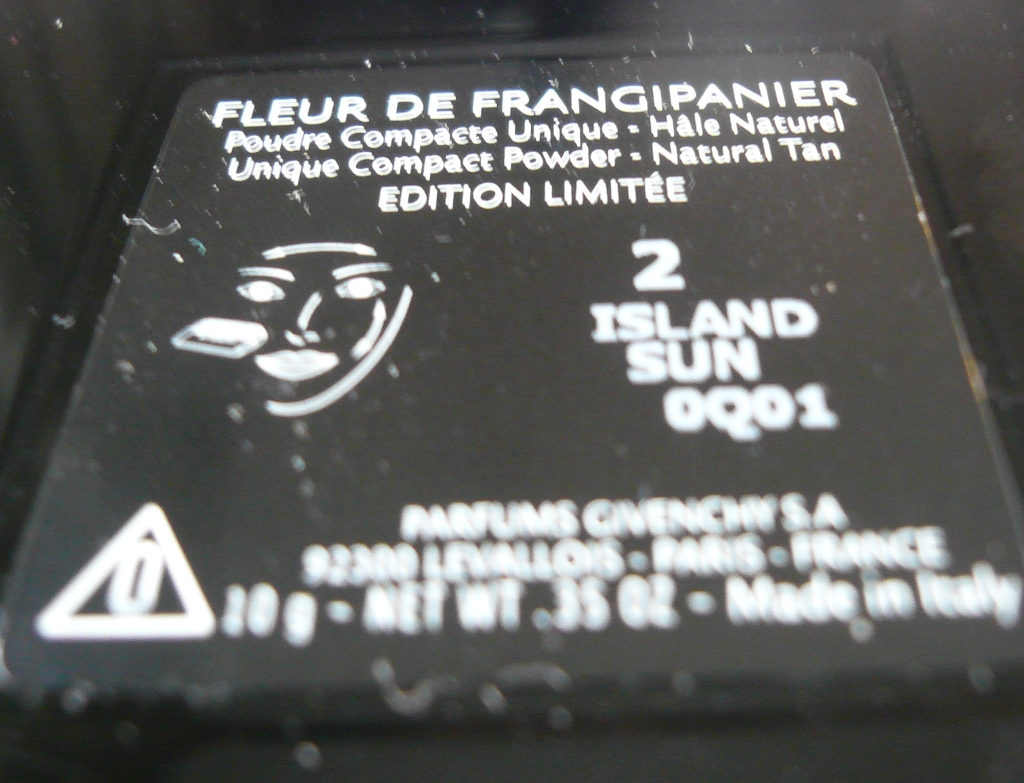 FLEUR DE FRANGIPANIER
Poudre Compacte Unique - Hâle Naturel
Unique Compact Powder - Natural Tan
EDITION LIMITÉE
2
ISLAND
SUN
0Q01
PARFUMS GIVENCHY S.A
92300 LEVALLOIS - PARIS - FRANCE
10 g - NET WT .35 OZ - Made in Italy